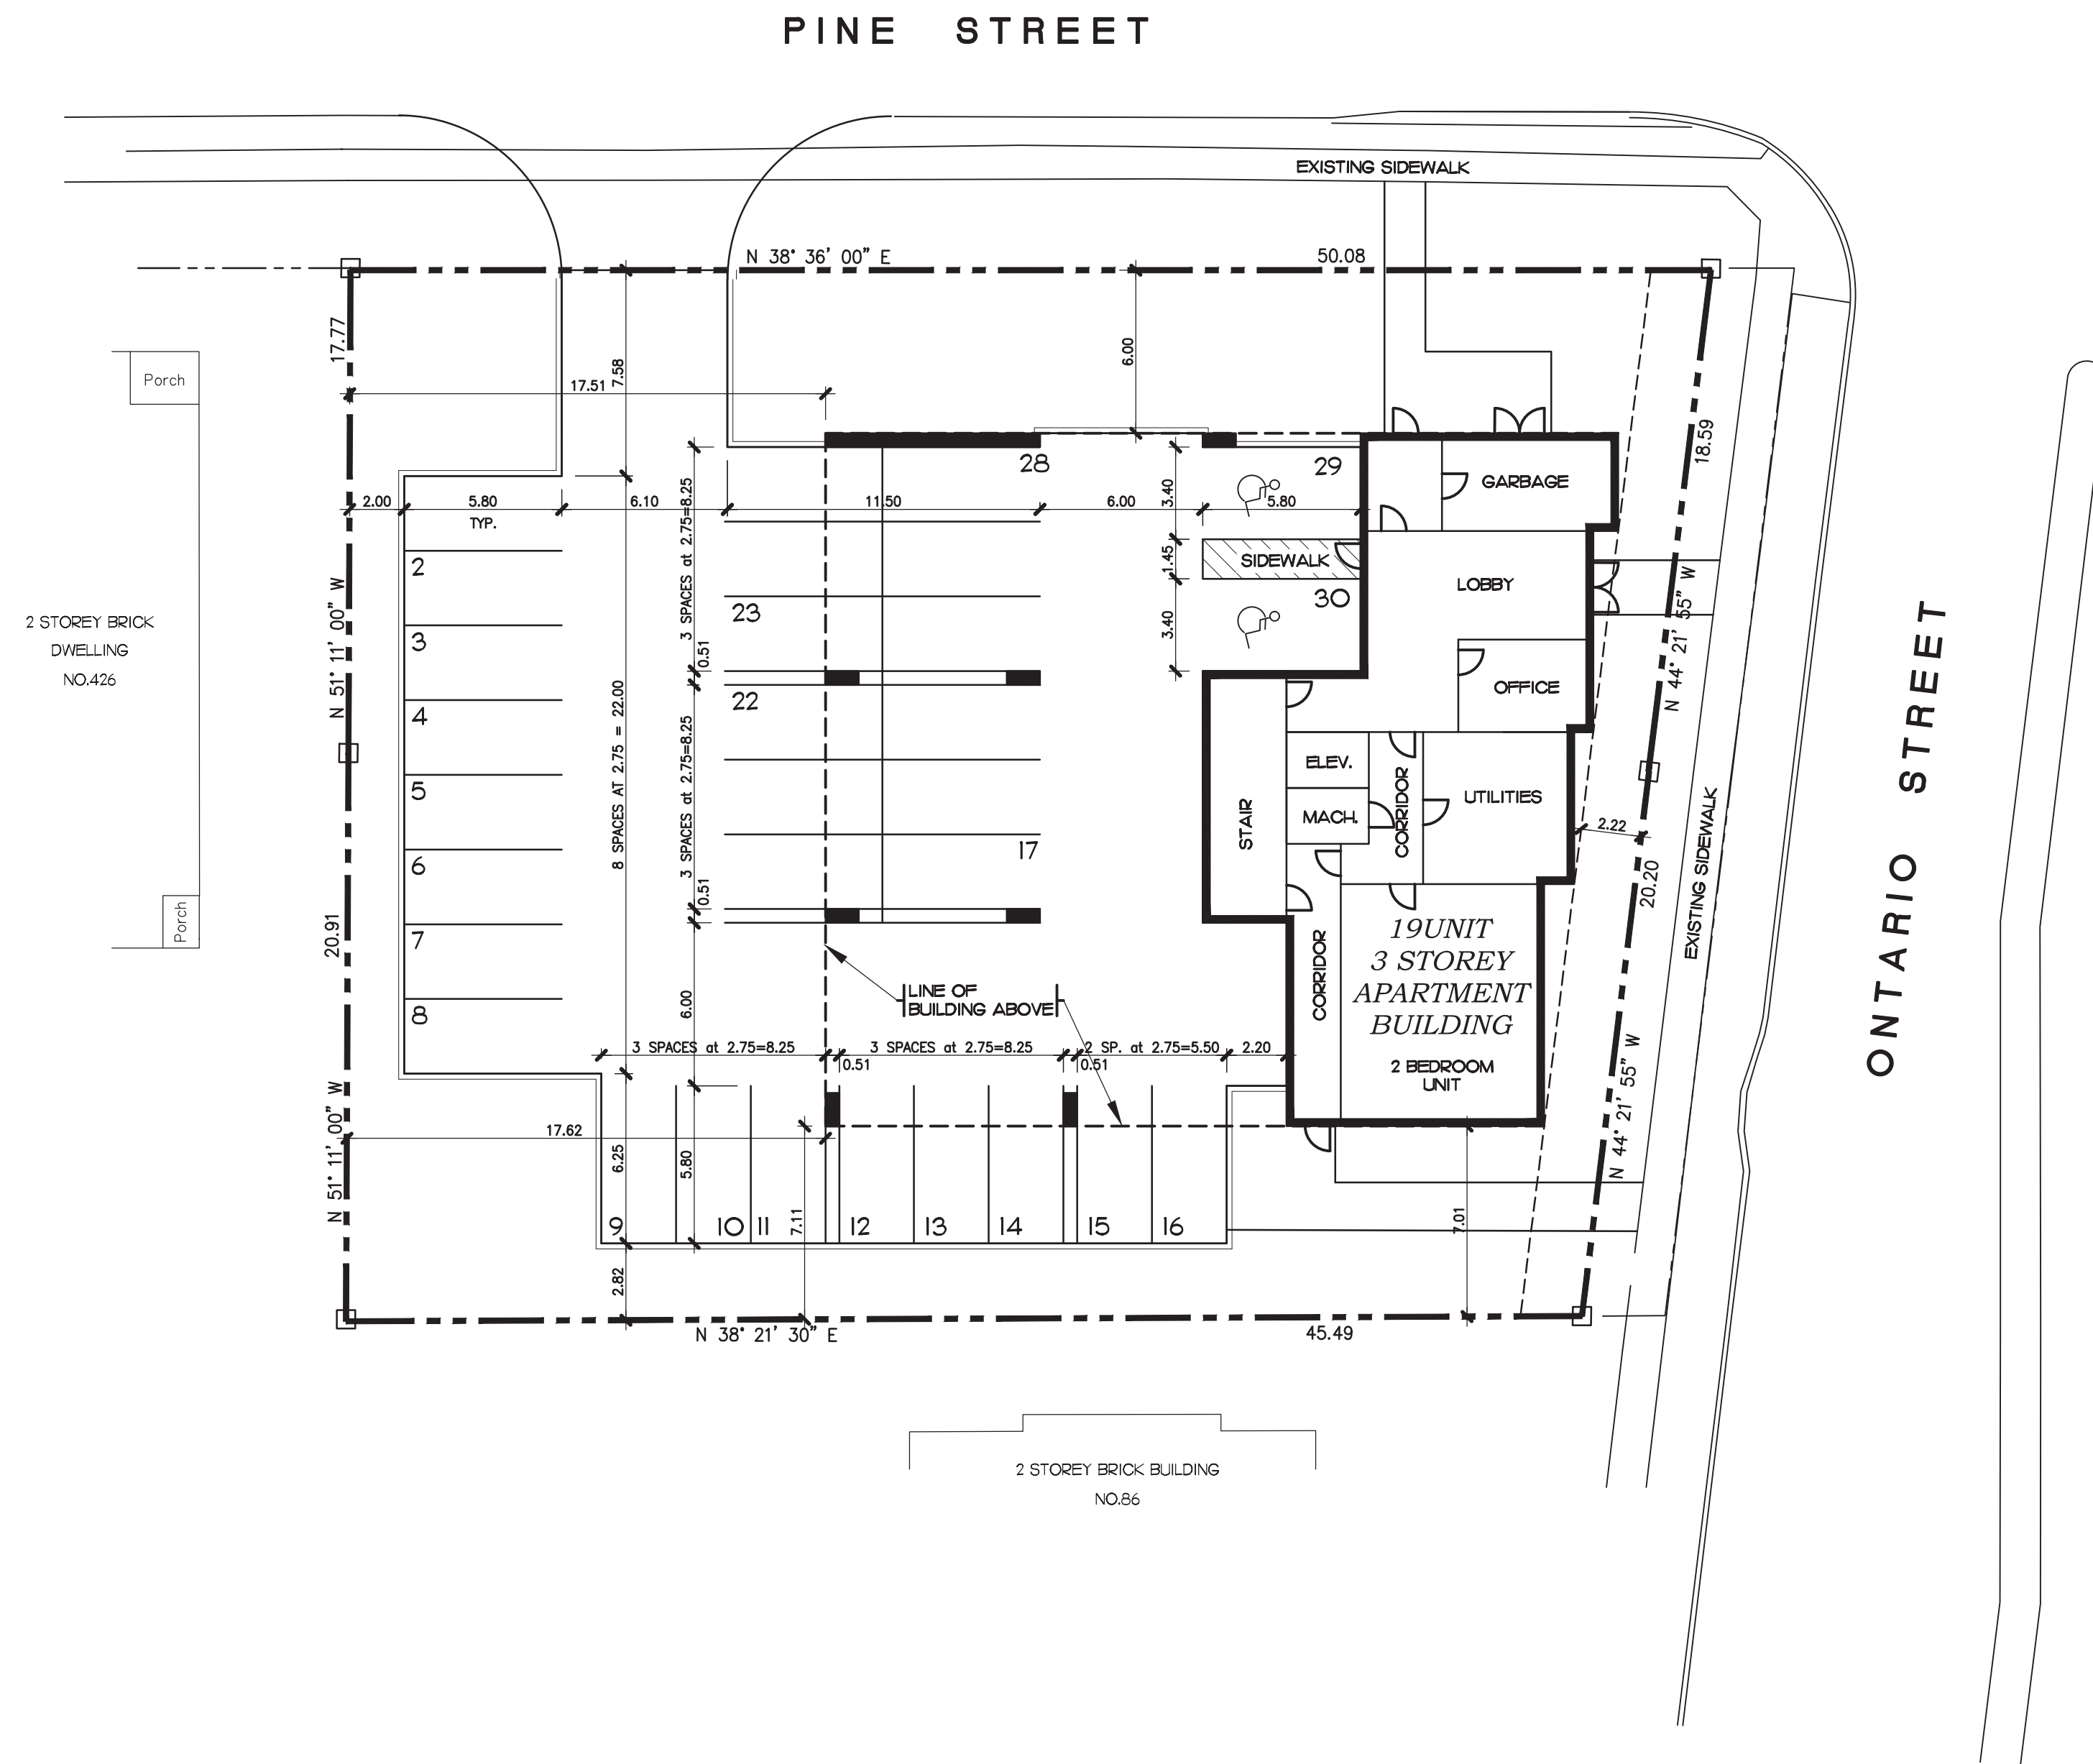 PINE STREET
EXISTING SIDEWALK
N 38° 36' 00" E
50.08
17.77
Porch
17.51
7.58
6.00
18.59
28
29
GARBAGE
2.00
5.80
TYP.
6.10
11.50
6.00
5.80
3.40
3 SPACES at 2.75=8.25
2
SIDEWALK
1.45
LOBBY
N 51° 11' 00" W
N 44° 21' 55" W
23
30
3.40
2 STOREY BRICK
DWELLING
NO.426
3
0.51
22
OFFICE
4
8 SPACES AT 2.75 = 22.00
3 SPACES at 2.75=8.25
ELEV.
5
UTILITIES
MACH.
CORRIDOR
STAIR
2.22
ONTARIO STREET
17
6
0.51
20.20
EXISTING SIDEWALK
Porch
20.91
7
19UNIT
3 STOREY
APARTMENT
BUILDING
CORRIDOR
LINE OF
BUILDING ABOVE
6.00
8
3 SPACES at 2.75=8.25
3 SPACES at 2.75=8.25
2 SP. at 2.75=5.50
2.20
0.51
0.51
2 BEDROOM
UNIT
N 51° 11' 00" W
N 44° 21' 55" W
17.62
6.25
5.80
7.11
7.01
9
10
11
12
13
14
15
16
2.82
N 38° 21' 30" E
45.49
2 STOREY BRICK BUILDING
NO.86